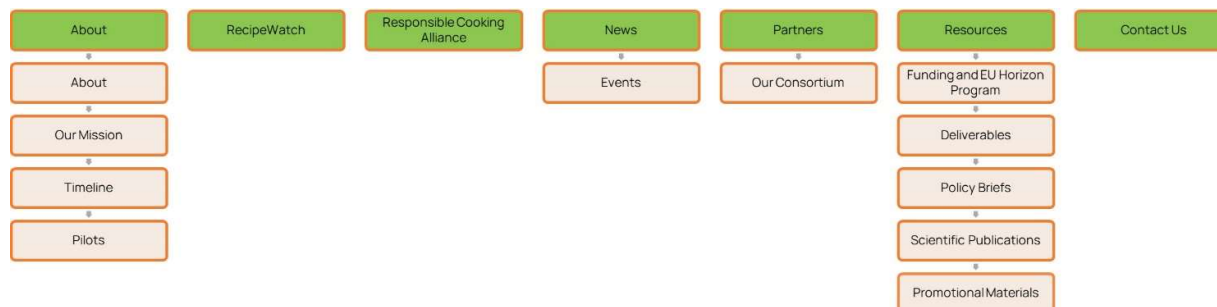 About
RecipeWatch
Responsible Cooking
Alliance
News
Partners
Resources
Contact Us
About
Events
Our Consortium
Funding and EU Horizon
Program
Our Mission
Deliverables
Timeline
Policy Briefs
Pilots
Scientific Publications
Promotional Materials